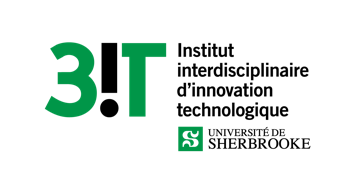 3!T
Institut
interdisciplinaire
d'innovation
technologique
UNIVERSITÉ DE
SHERBROOKE